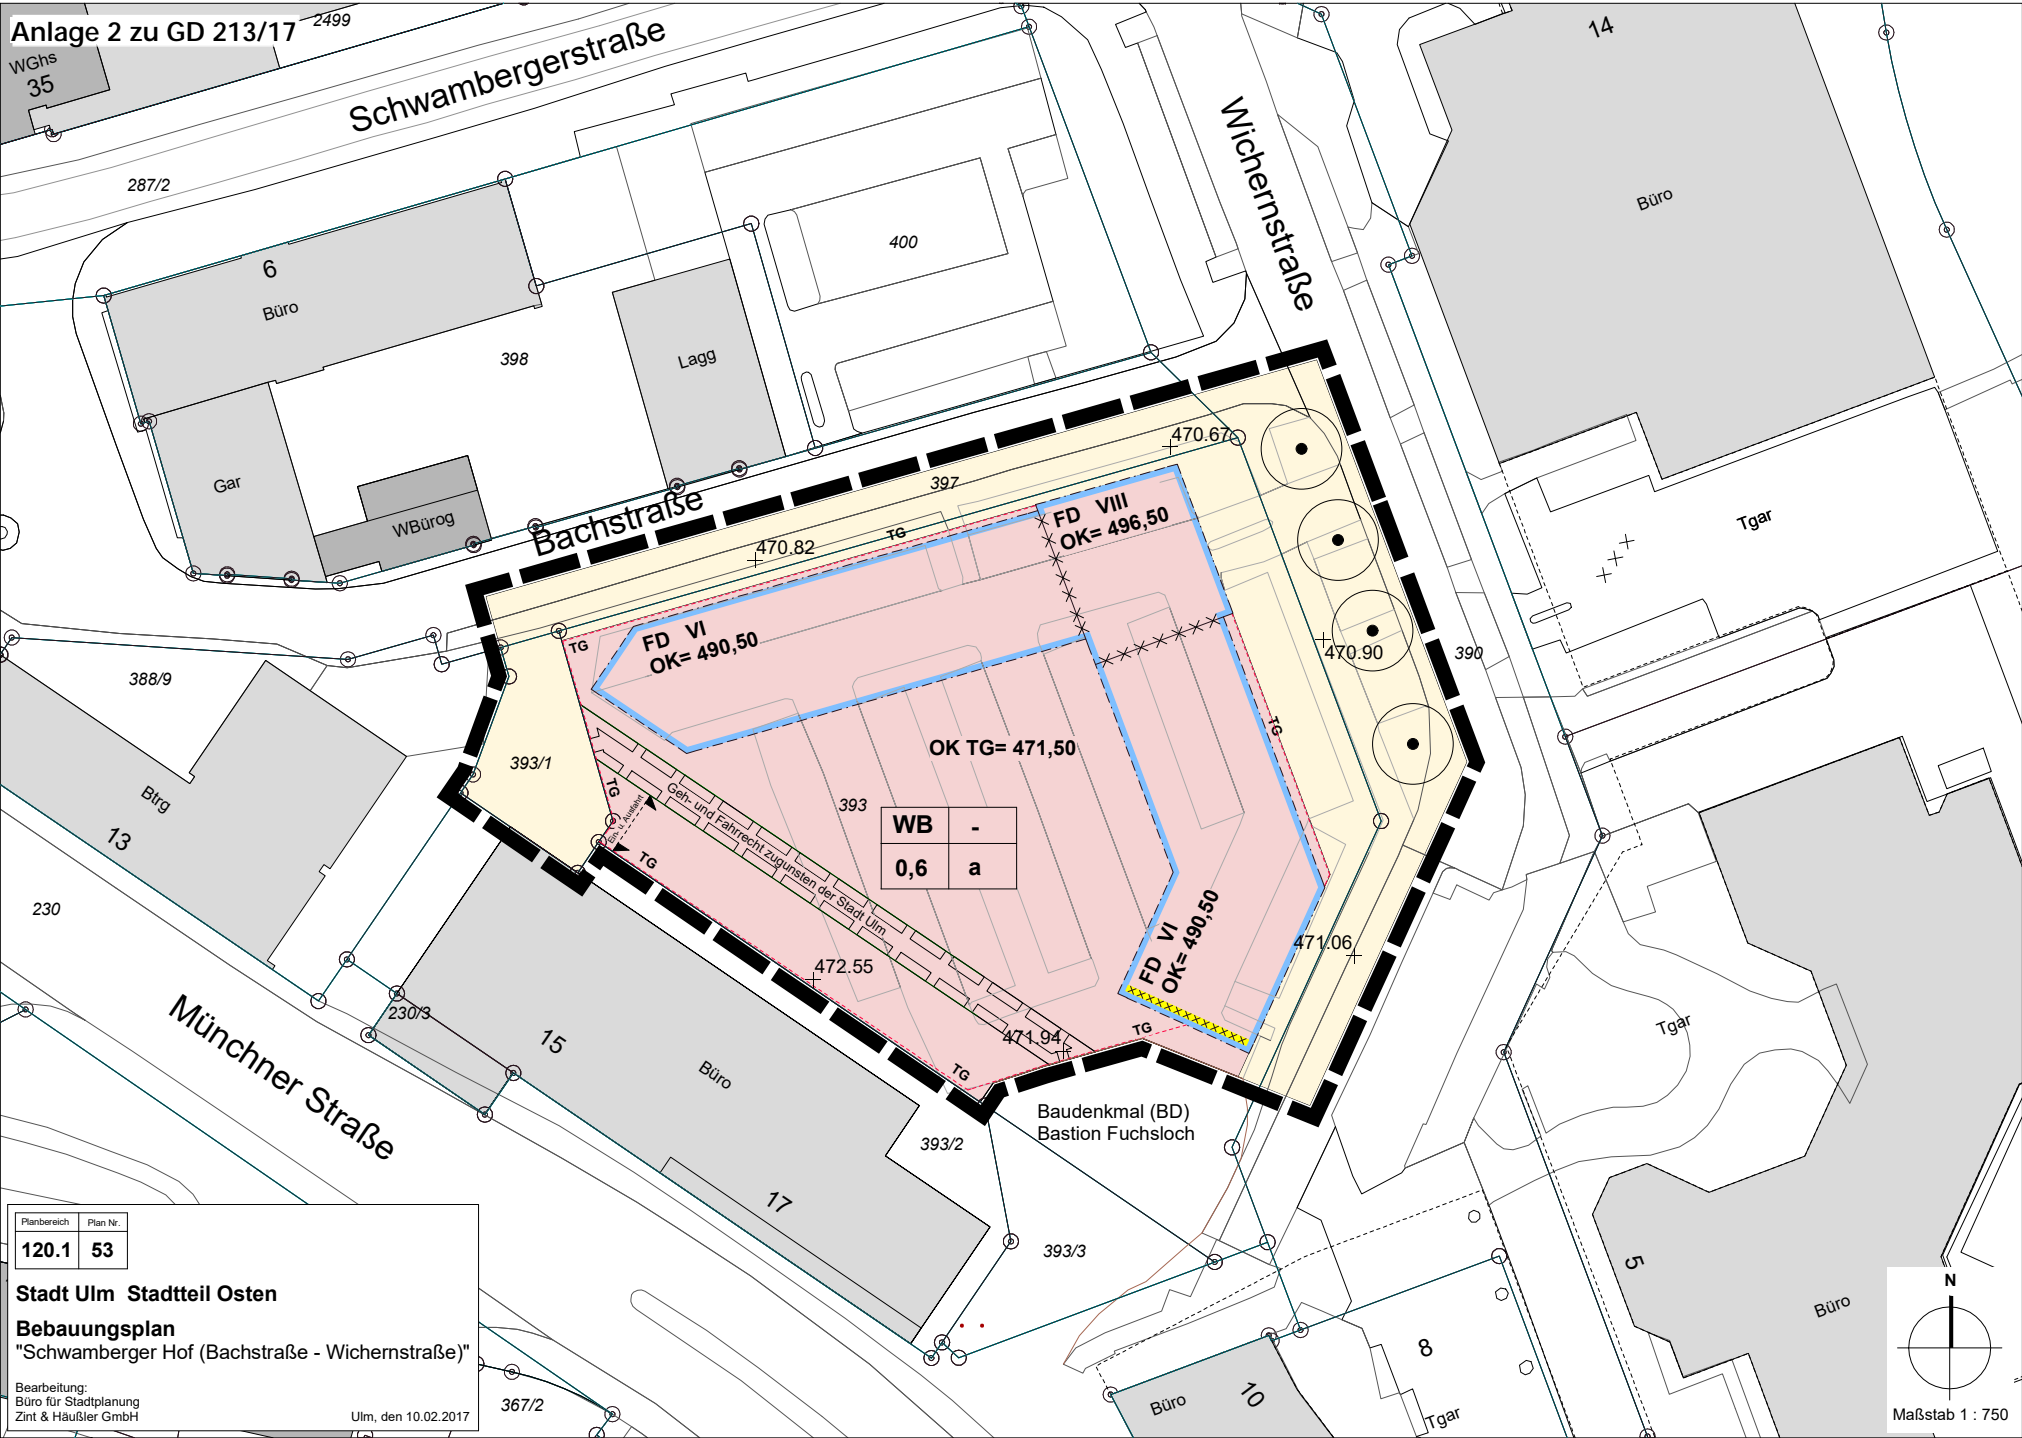 Anlage 2 zu GD 213/17
2499
WGhs
35
Schwambergerstraße
287/2
6
Büro
398
Lagg
400
Wichernstraße
14
Büro
Gar
WBürog
Bachstraße
397
470.67
470.82
TG
FD VIII
OK= 496,50
TG
FD VI
OK= 490,50
470.90
390
Tgar
388/9
393/1
Btrg
13
TG
Ein- u. Ausfahrt
TG
Geh- und Fahrrecht zugunsten der Stadt Ulm
OK TG= 471,50
393
WB -
0,6 a
TG
FD VI
OK= 490,50
471.06
472.55
471.94
TG
TG
230
230/3
Münchner Straße
15
Büro
17
393/2
Baudenkmal (BD)
Bastion Fuchsloch
393/3
Tgar
5
Büro
8
10
Büro
Tgar
367/2
Planbereich Plan Nr.
120.1 53
Stadt Ulm Stadtteil Osten
Bebauungsplan
"Schwamberger Hof (Bachstraße - Wichernstraße)"
Bearbeitung:
Büro für Stadtplanung
Zint & Häußler GmbH
Ulm, den 10.02.2017
N
Maßstab 1 : 750